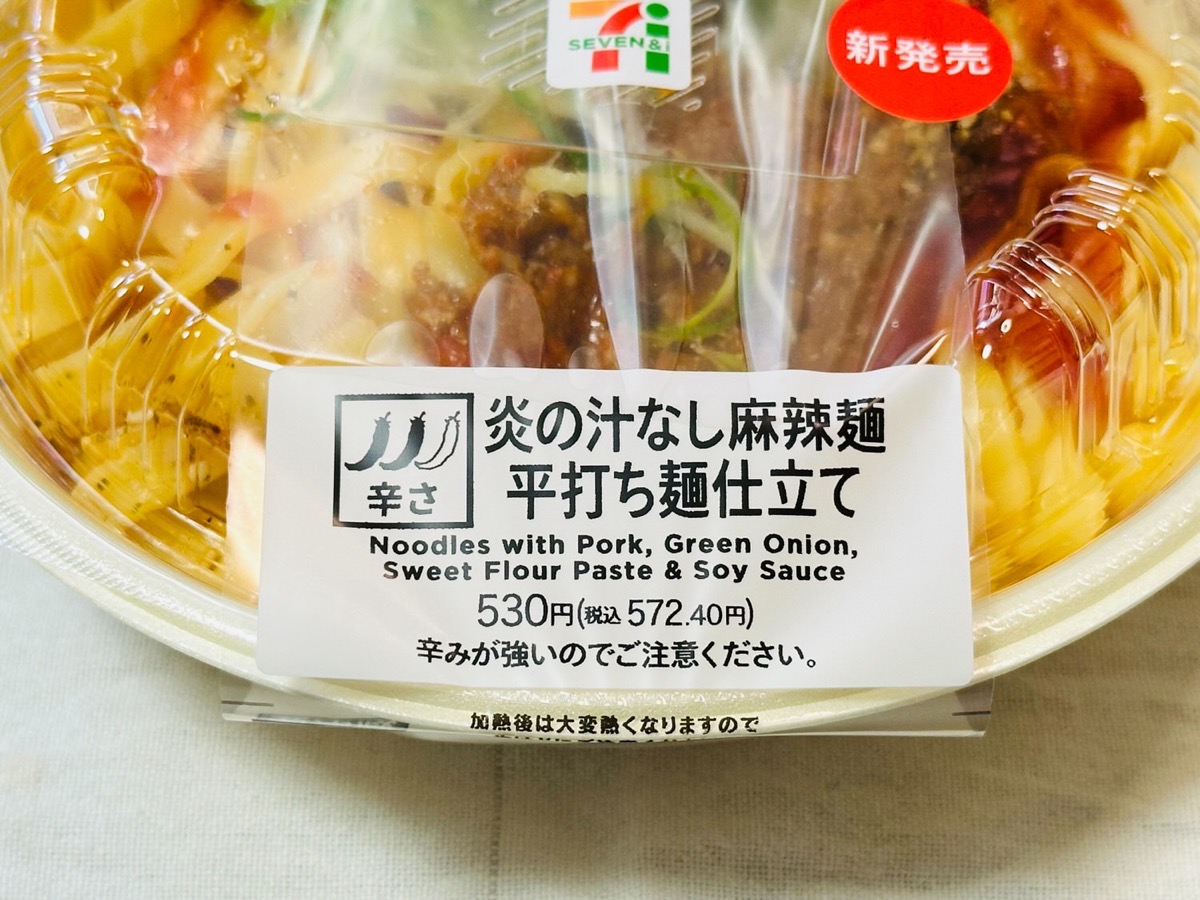 SEVEN&i
新発売
炎の汁なし麻辣麺
平打ち麺仕立て
辛さ
Noodles with Pork, Green Onion,
Sweet Flour Paste & Soy Sauce
530円(税込 572.40円)
辛みが強いのでご注意ください。
加熱後は大変熱くなりますので